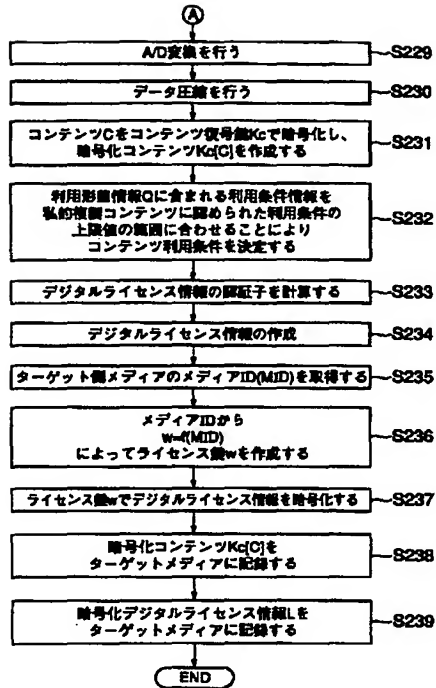 A
A/D変換を行う
S229
データ圧縮を行う
S230
コンテンツCをコンテンツ復号鍵Kcで暗号化し、
暗号化コンテンツKc[C]を作成する
S231
利用形態情報Qに含まれる利用条件情報を
私的複製コンテンツに認められた利用条件の
上限値の範囲に合わせることにより
コンテンツ利用条件を決定する
S232
デジタルライセンス情報の認証子を計算する
S233
デジタルライセンス情報の作成
S234
ターゲット側メディアのメディアID(MID)を取得する
S235
メディアIDから
w=f(MID)
によってライセンス鍵wを作成する
S236
ライセンス鍵wでデジタルライセンス情報を暗号化する
S237
暗号化コンテンツKc[C]を
ターゲットメディアに記録する
S238
暗号化デジタルライセンス情報Lを
ターゲットメディアに記録する
S239
END